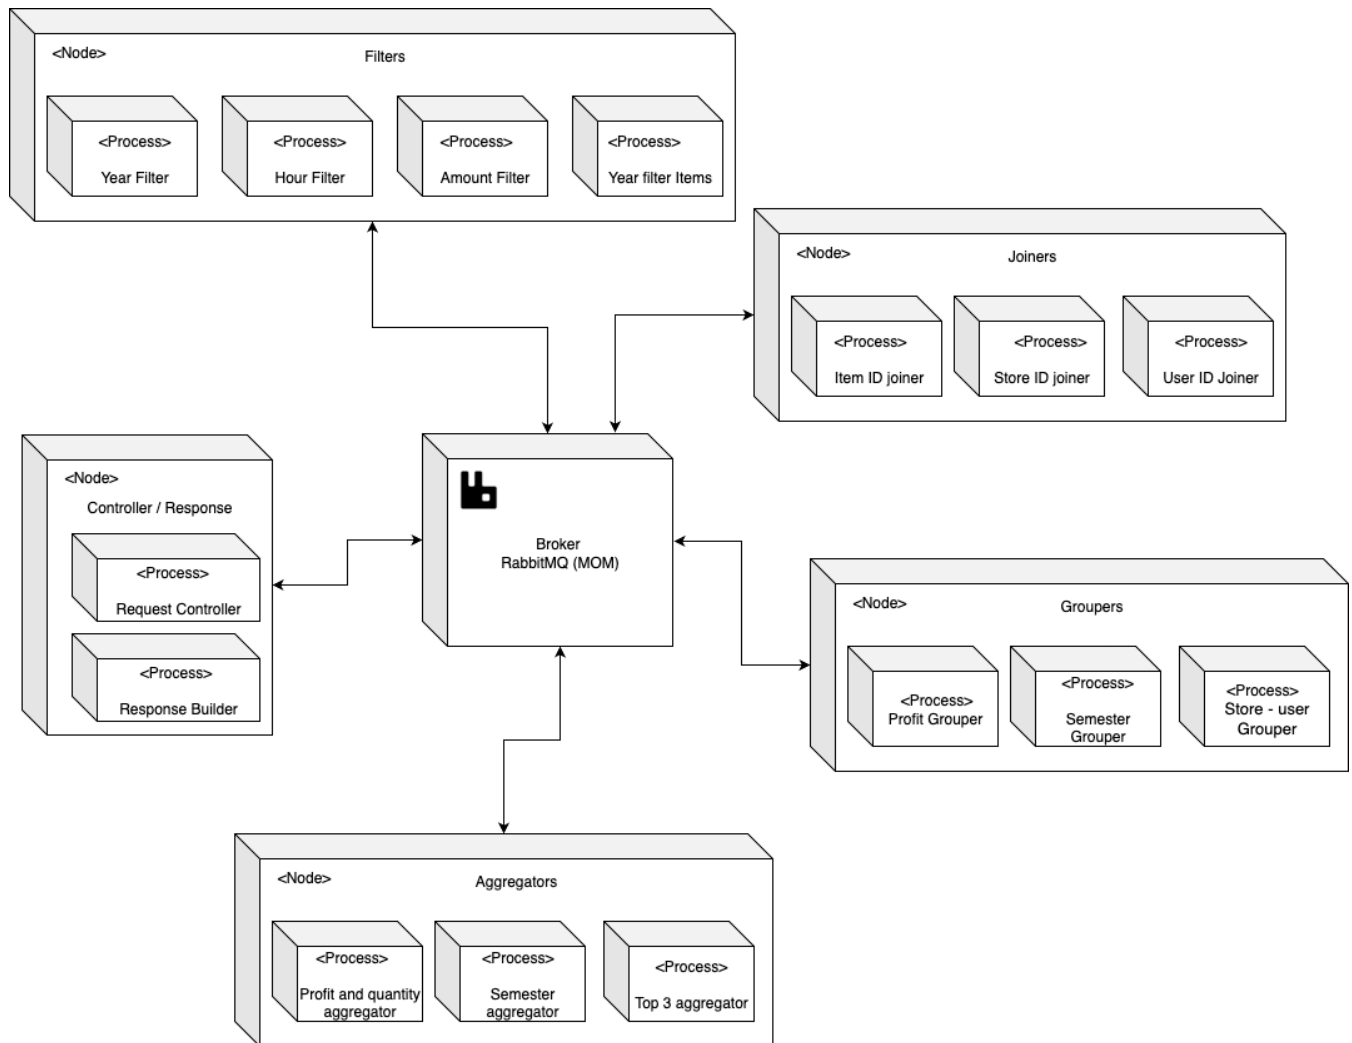 <Node>
Filters
<Process>
Year Filter
<Process>
Hour Filter
<Process>
Amount Filter
<Process>
Year filter Items
<Node>
Joiners
<Process>
Item ID joiner
<Process>
Store ID joiner
<Process>
User ID Joiner
<Node>
Controller / Response
<Process>
Request Controller
<Process>
Response Builder
Broker
RabbitMQ (MOM)
<Node>
Groupers
<Process>
Profit Grouper
<Process>
Semester
Grouper
<Process>
Store - user
Grouper
<Node>
Aggregators
<Process>
Profit and quantity
aggregator
<Process>
Semester
aggregator
<Process>
Top 3 aggregator